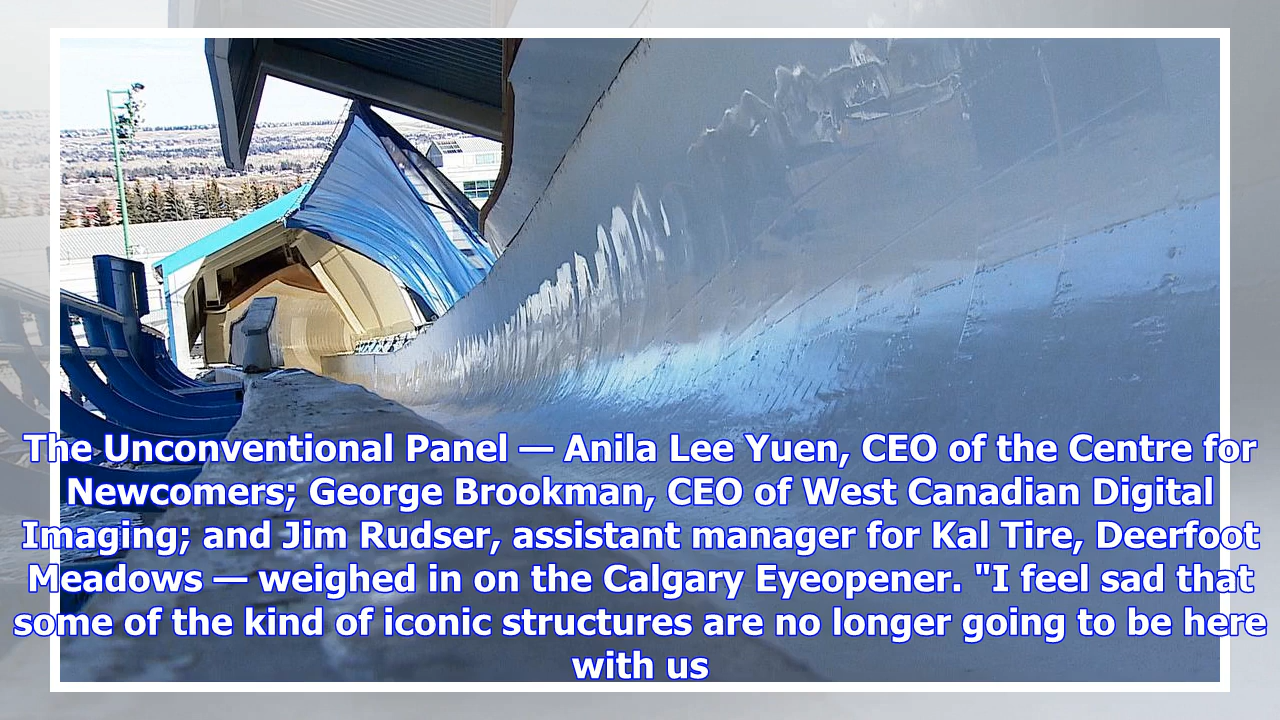 The Unconventional Panel — Anila Lee Yuen, CEO of the Centre for
Newcomers; George Brookman, CEO of West Canadian Digital
Imaging; and Jim Rudser, assistant manager for Kal Tire, Deerfoot
Meadows — weighed in on the Calgary Eyeopener. "I feel sad that
some of the kind of iconic structures are no longer going to be here
with us